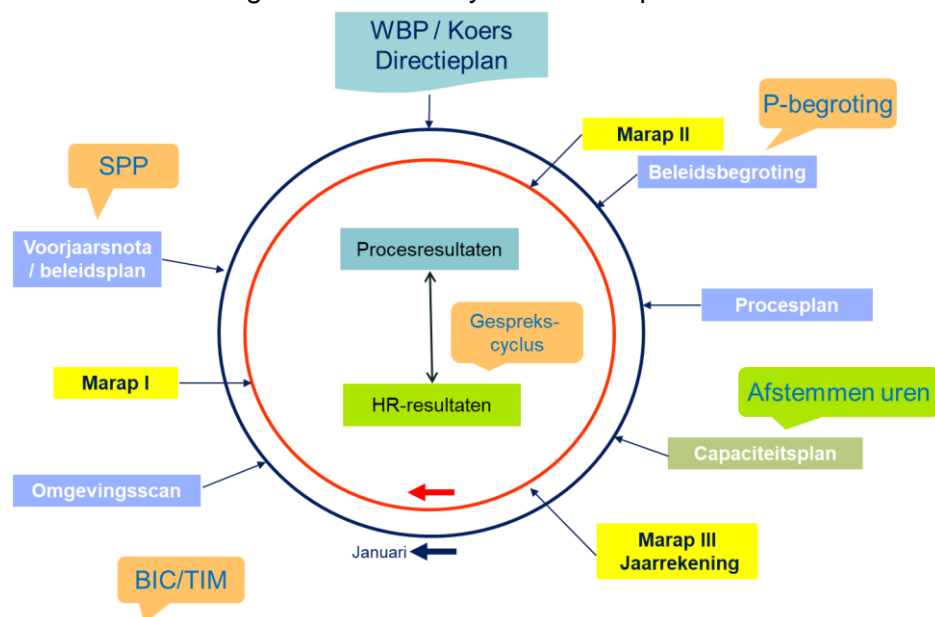 WBP / Koers
Directieplan
P-begroting
Marap II
SPP
Beleidsbegroting
Voorjaarsnota
/ beleidsplan
Procesresultaten
Procesplan
Gespreks-
cyclus
Marap I
HR-resultaten
Afstemmen uren
Capaciteitsplan
Omgevingsscan
Marap III
Jaarrekening
Januari
BIC/TIM